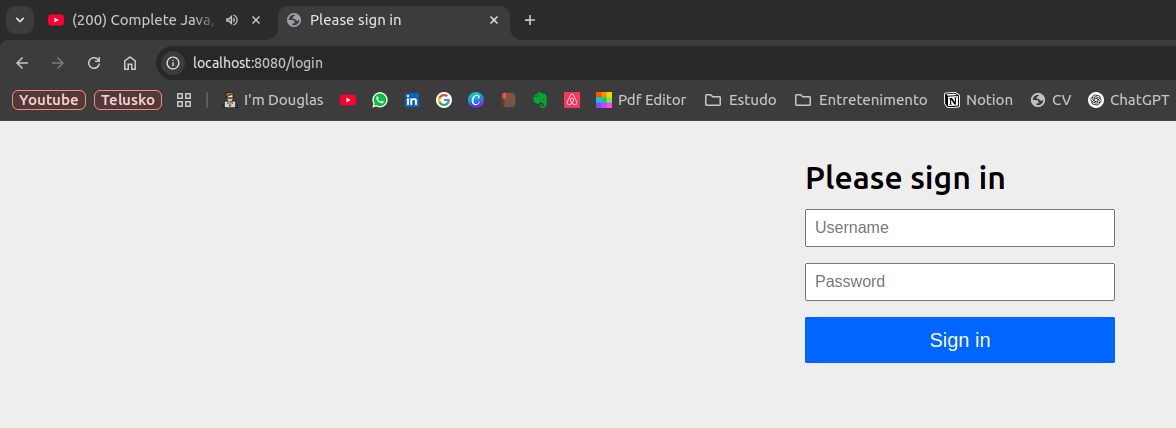 (200) Complete Java,
Please sign in
localhost:8080/login
Youtube
Telusko
I'm Douglas
Pdf Editor
Estudo
Entretenimento
Notion
CV
ChatGPT
Please sign in
Username
Password
Sign in